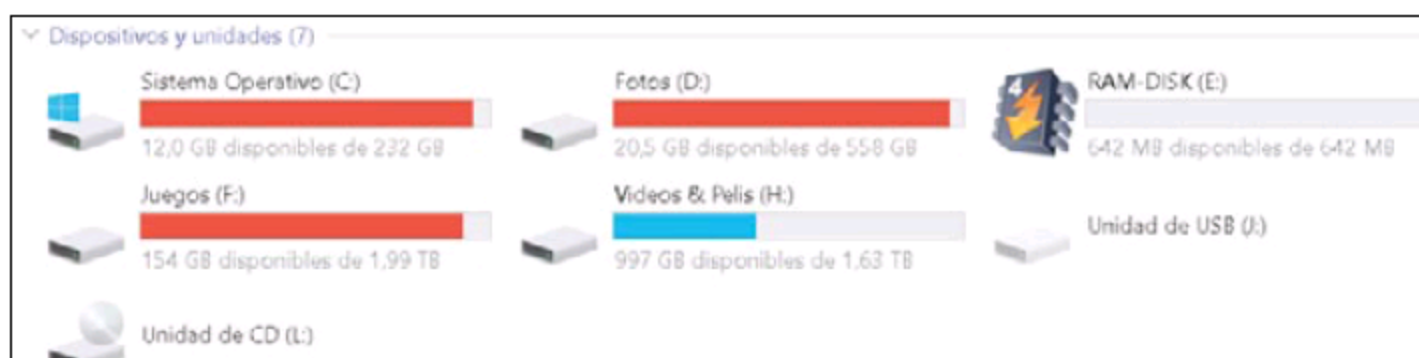 Dispositivos y unidades (7)
Sistema Operativo (C:)
12,0 GB disponibles de 232 GB
Fotos (D:)
20,5 GB disponibles de 558 GB
4
RAM-DISK (E:)
642 MB disponibles de 642 MB
Juegos (F:)
154 GB disponibles de 1,99 TB
Videos & Pelis (H:)
997 GB disponibles de 1,63 TB
Unidad de USB (J:)
Unidad de CD (L:)